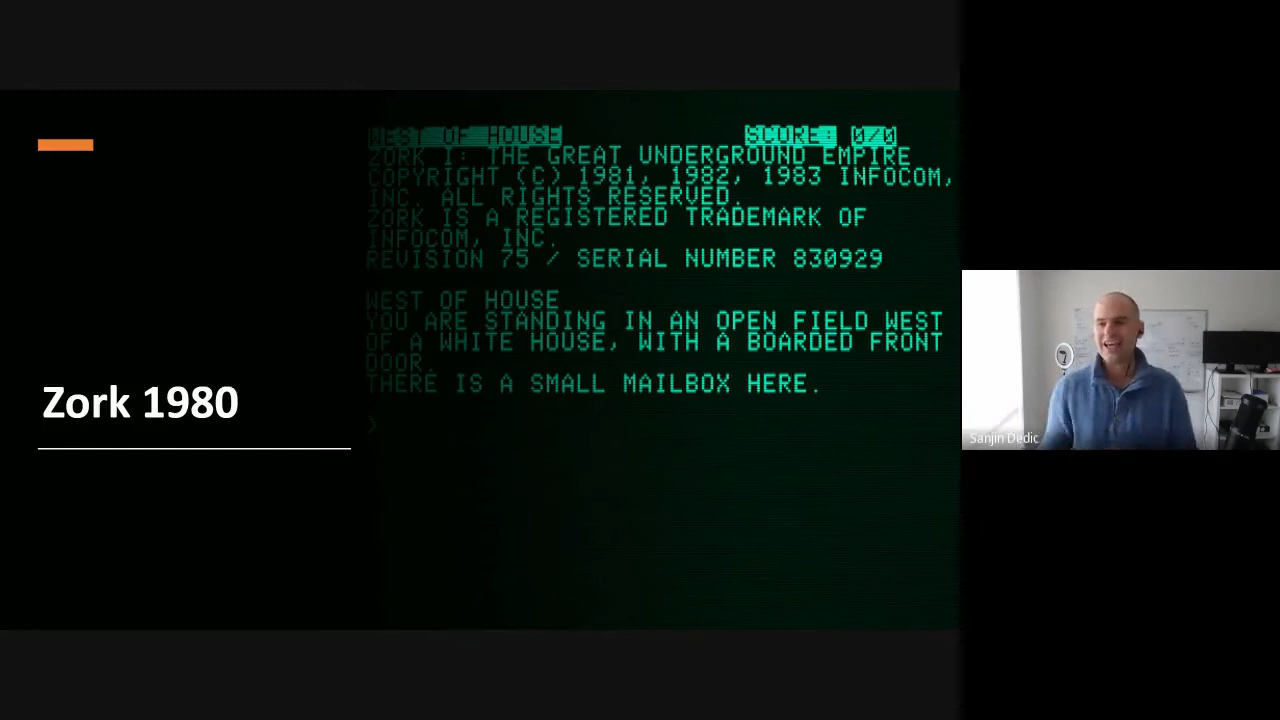 WEST OF HOUSE SCORE: 0/0
ZORK I: THE GREAT UNDERGROUND EMPIRE
COPYRIGHT (C) 1981, 1982, 1983 INFOCOM,
INC. ALL RIGHTS RESERVED.
ZORK IS A REGISTERED TRADEMARK OF
INFOCOM, INC.
REVISION 75 / SERIAL NUMBER 830929
WEST OF HOUSE
YOU ARE STANDING IN AN OPEN FIELD WEST
OF A WHITE HOUSE, WITH A BOARDED FRONT
DOOR.
THERE IS A SMALL MAILBOX HERE.
>
Zork 1980
Sanjin Dedic